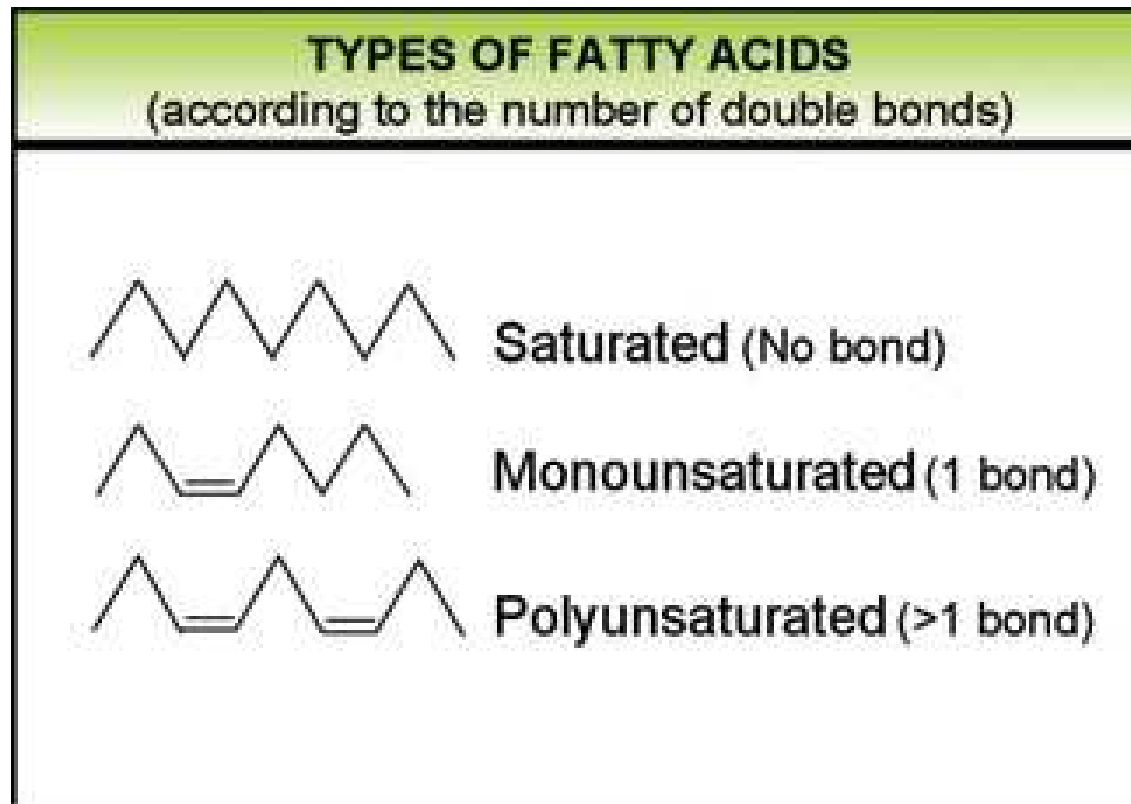 TYPES OF FATTY ACIDS
(according to the number of double bonds)
Saturated (No bond)
Monounsaturated (1 bond)
Polyunsaturated (>1 bond)